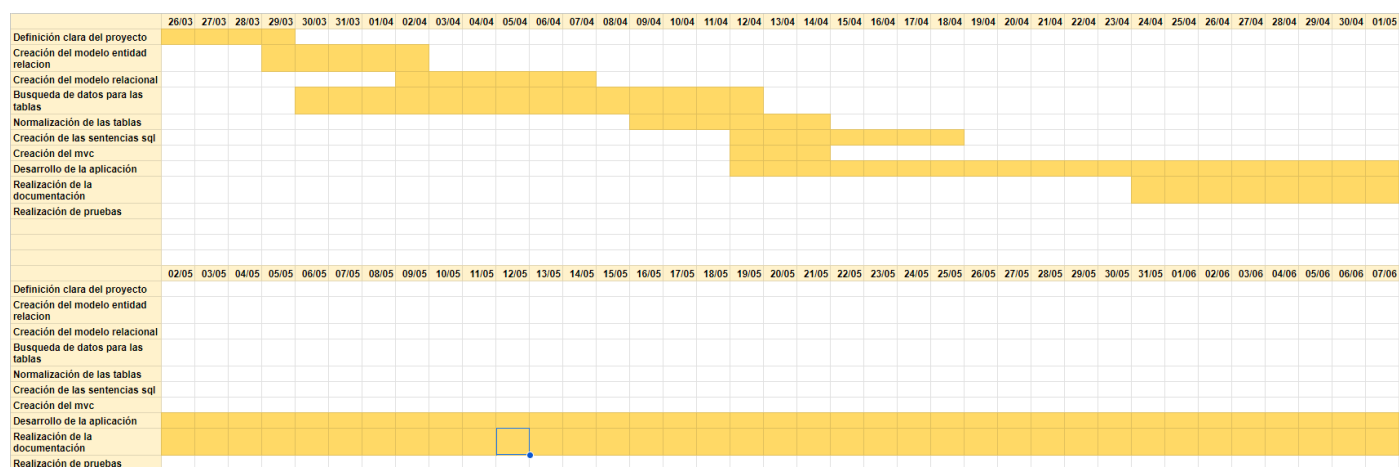 26/03 27/03 28/03 29/03 30/03 31/03 01/04 02/04 03/04 04/04 05/04 06/04 07/04 08/04 09/04 10/04 11/04 12/04 13/04 14/04 15/04 16/04 17/04 18/04 19/04 20/04 21/04 22/04 23/04 24/04 25/04 26/04 27/04 28/04 29/04 30/04 01/05
Definición clara del proyecto
Creación del modelo entidad
relacion
Creación del modelo relacional
Busqueda de datos para las
tablas
Normalización de las tablas
Creación de las sentencias sql
Creación del mvc
Desarrollo de la aplicación
Realización de la
documentación
Realización de pruebas
02/05 03/05 04/05 05/05 06/05 07/05 08/05 09/05 10/05 11/05 12/05 13/05 14/05 15/05 16/05 17/05 18/05 19/05 20/05 21/05 22/05 23/05 24/05 25/05 26/05 27/05 28/05 29/05 30/05 31/05 01/06 02/06 03/06 04/06 05/06 06/06 07/06
Definición clara del proyecto
Creación del modelo entidad
relacion
Creación del modelo relacional
Busqueda de datos para las
tablas
Normalización de las tablas
Creación de las sentencias sql
Creación del mvc
Desarrollo de la aplicación
Realización de la
documentación
Realización de pruebas